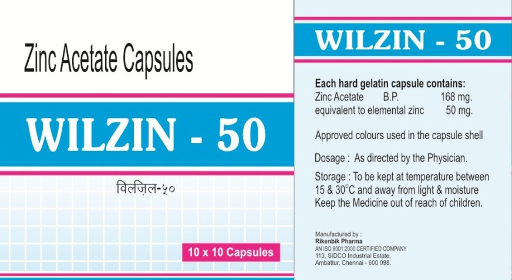 Zinc Acetate Capsules
WILZIN - 50
विलज़िल-५०
10 x 10 Capsules
WILZIN - 50
Each hard gelatin capsule contains:
Zinc Acetate B.P. 168 mg.
equivalent to elemental zinc 50 mg.
Approved colours used in the capsule shell
Dosage : As directed by the Physician.
Storage : To be kept at temperature between
15 & 30°C and away from light & moisture
Keep the Medicine out of reach of children.
Manufactured by :
Rikenbik Pharma
AN ISO 9001:2000 CERTIFIED COMPANY
113, SIDCO Industrial Estate,
Ambattur, Chennai - 600 098.